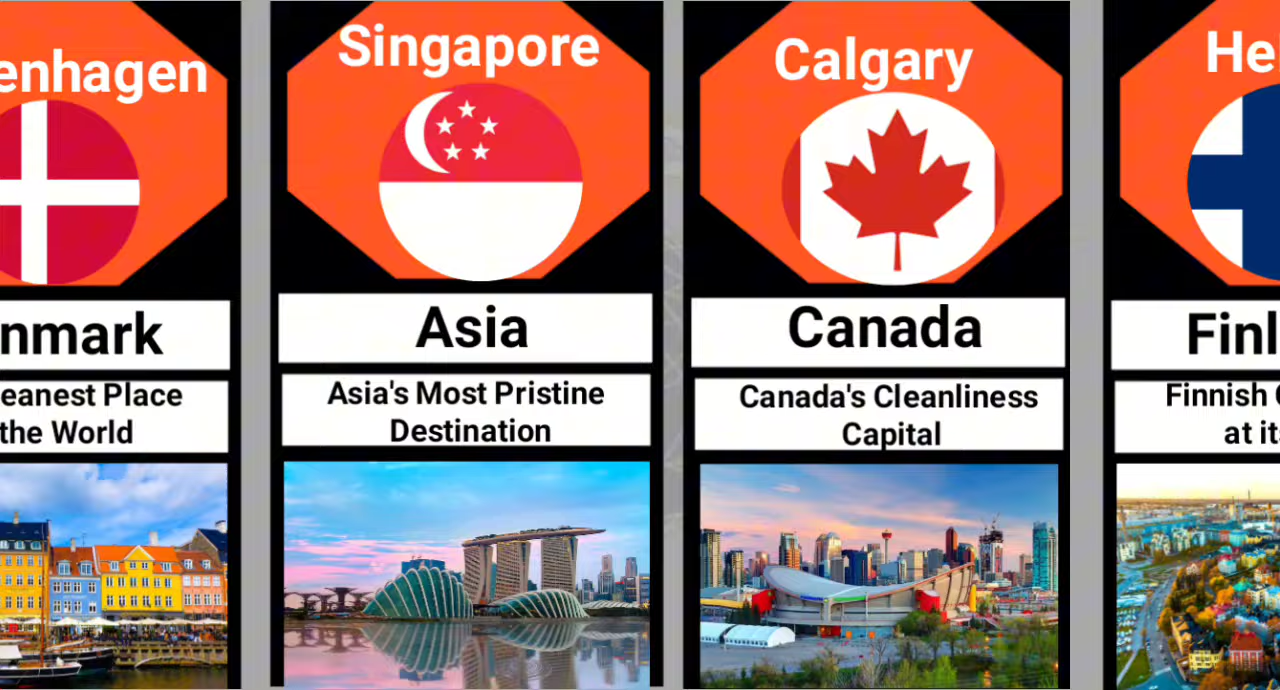 enhagen
nmark
eanest Place
the World
Singapore
Asia
Asia's Most Pristine
Destination
Calgary
Canada
Canada's Cleanliness
Capital
He
Finl
Finnish
at it